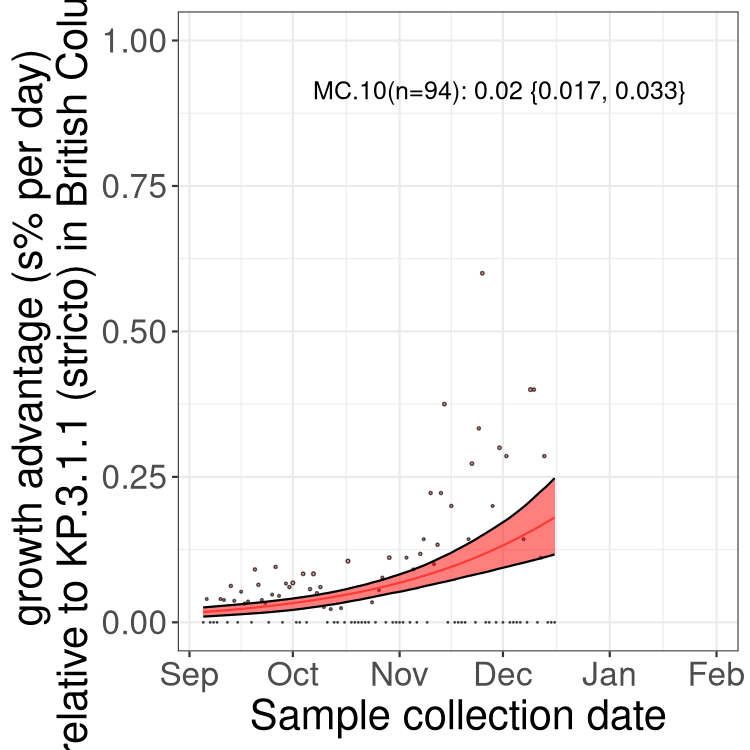 growth advantage (s% per day)
relative to KP.3.1.1 (stricto) in British Colu
1.00
0.75
0.50
0.25
0.00
MC.10(n=94): 0.02 {0.017, 0.033}
Sep Oct Nov Dec Jan Feb
Sample collection date